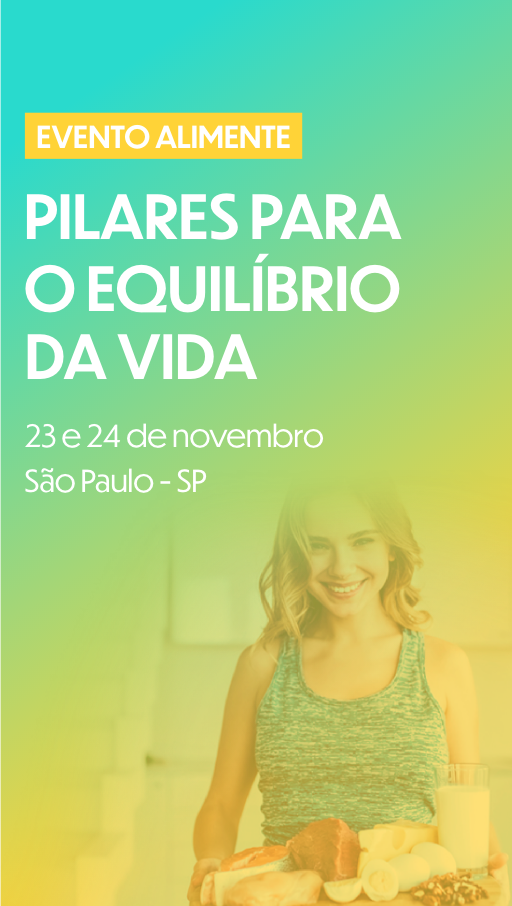 EVENTO ALIMENTE
PILARES PARA
O EQUILÍBRIO
DA VIDA
23 e 24 de novembro
São Paulo - SP